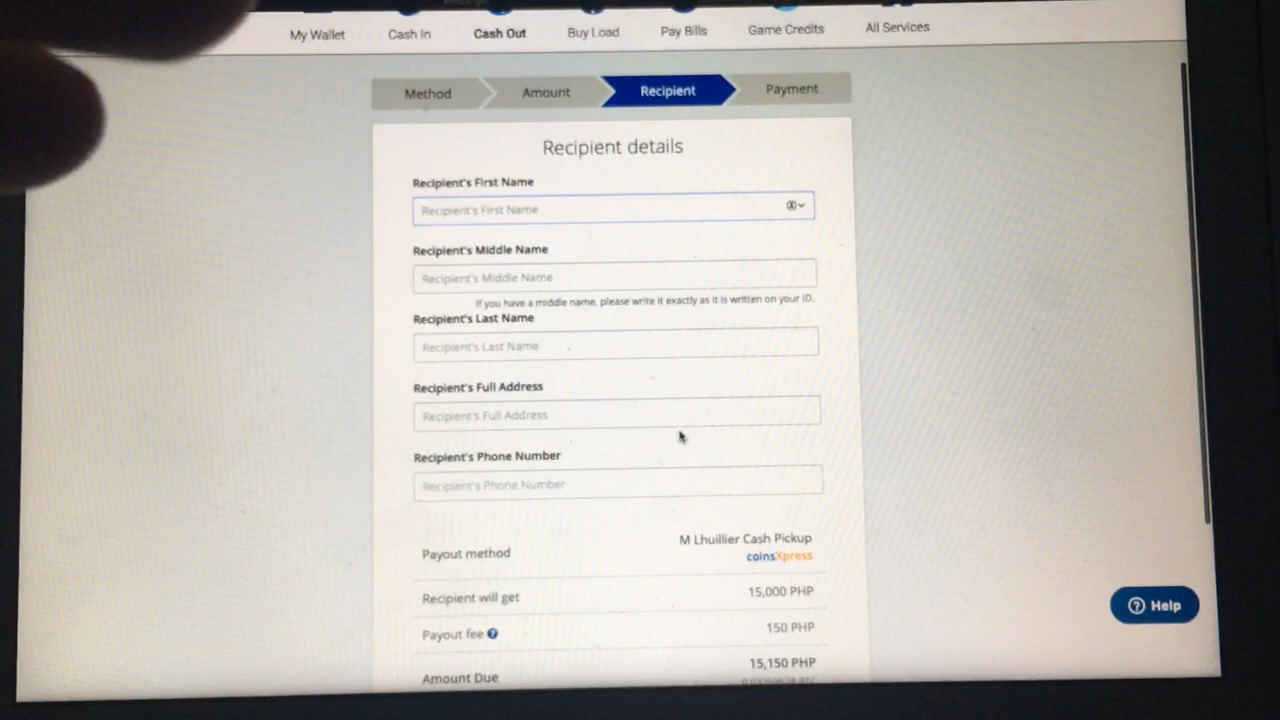 My Wallet Cash In Cash Out Buy Load Pay Bills Game Credits All Services
Method Amount Recipient Payment
Recipient details
Recipient's First Name
Recipient's First Name
Recipient's Middle Name
Recipient's Middle Name
If you have a middle name, please write it exactly as it is written on your ID.
Recipient's Last Name
Recipient's Last Name
Recipient's Full Address
Recipient's Full Address
Recipient's Phone Number
Recipient's Phone Number
Payout method M Lhuillier Cash Pickup
coinsXpress
Recipient will get 15,000 PHP
Payout fee ? 150 PHP
Amount Due 15,150 PHP
? Help